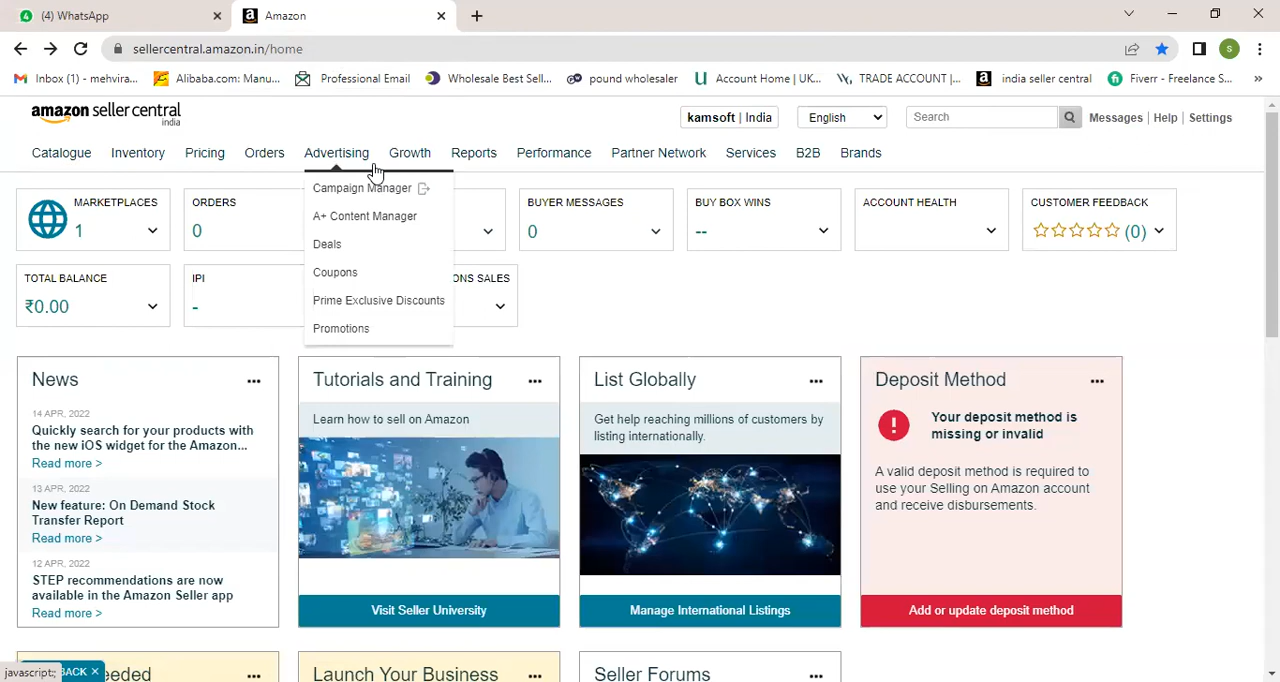 4 (4) WhatsApp
a Amazon
sellercentral.amazon.in/home
S
Inbox (1) - mehvira...
Alibaba.com: Manu...
Professional Email
Wholesale Best Sell...
pound wholesaler
Account Home | UK...
TRADE ACCOUNT |...
india seller central
Fiverr - Freelance S...
»
amazon seller central
india
kamsoft | India
English
Search
Messages | Help | Settings
Catalogue Inventory Pricing Orders Advertising Growth Reports Performance Partner Network Services B2B Brands
Campaign Manager
A+ Content Manager
Deals
Coupons
Prime Exclusive Discounts
Promotions
MARKETPLACES
1
ORDERS
0
BUYER MESSAGES
0
BUY BOX WINS
--
ACCOUNT HEALTH
CUSTOMER FEEDBACK
(0)
TOTAL BALANCE
₹0.00
IPI
-
ONS SALES
News
14 APR, 2022
Quickly search for your products with
the new iOS widget for the Amazon...
Read more >
13 APR, 2022
New feature: On Demand Stock
Transfer Report
Read more >
12 APR, 2022
STEP recommendations are now
available in the Amazon Seller app
Read more >
Tutorials and Training
Learn how to sell on Amazon
Visit Seller University
List Globally
Get help reaching millions of customers by
listing internationally.
Manage International Listings
Deposit Method
Your deposit method is
missing or invalid
A valid deposit method is required to
use your Selling on Amazon account
and receive disbursements.
Add or update deposit method
eeded
Launch Your Business
Seller Forums
BACK ×
javascript:;